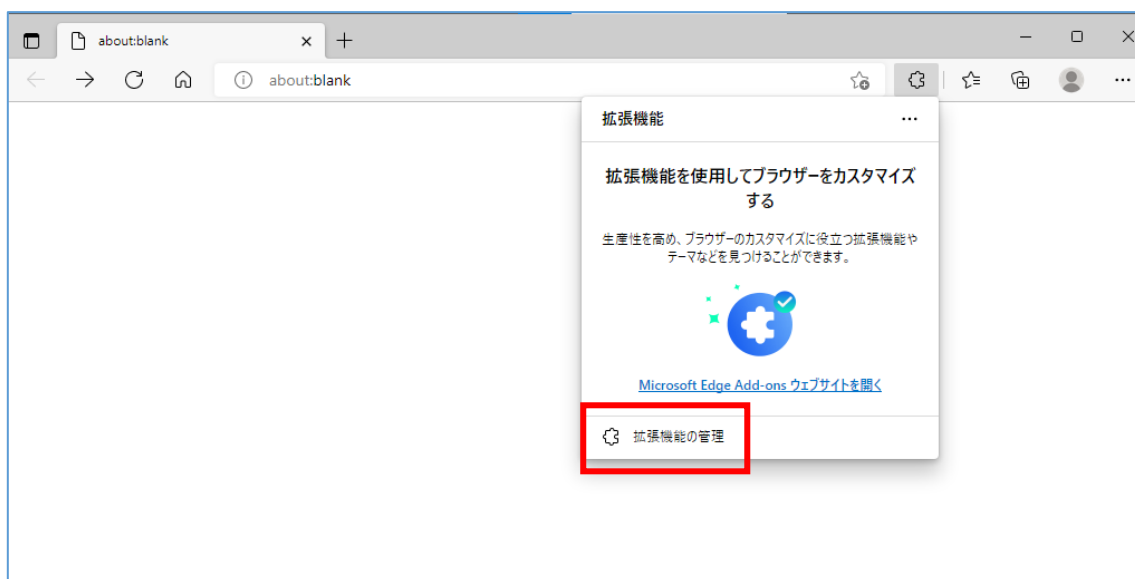 about:blank
about:blank
拡張機能
拡張機能を使用してブラウザーをカスタマイズ
する
生産性を高め、ブラウザーのカスタマイズに役立つ拡張機能や
テーマなどを見つけることができます。
Microsoft Edge Add-ons ウェブサイトを開く
拡張機能の管理